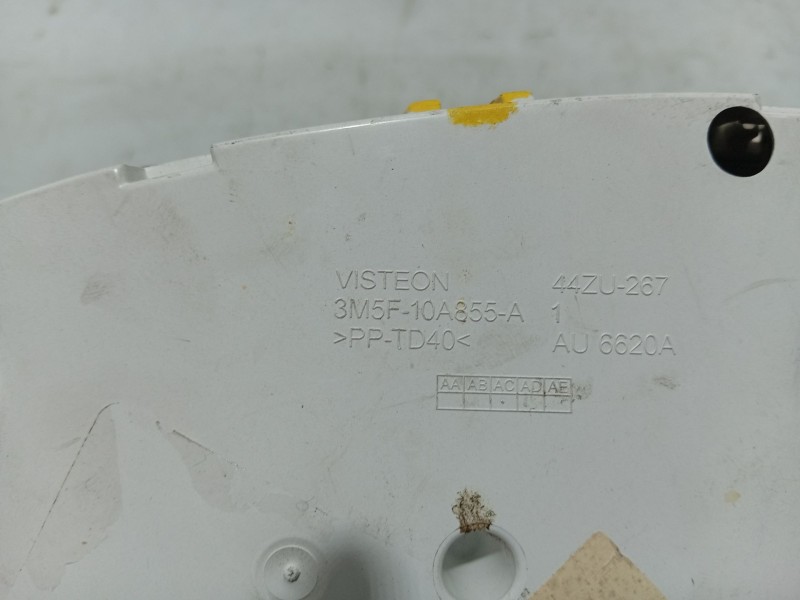 VISTEON 44ZU-267
3M5F-10A855-A 1
>PP-TD40< AU 6620A
AA AB AC AD AE